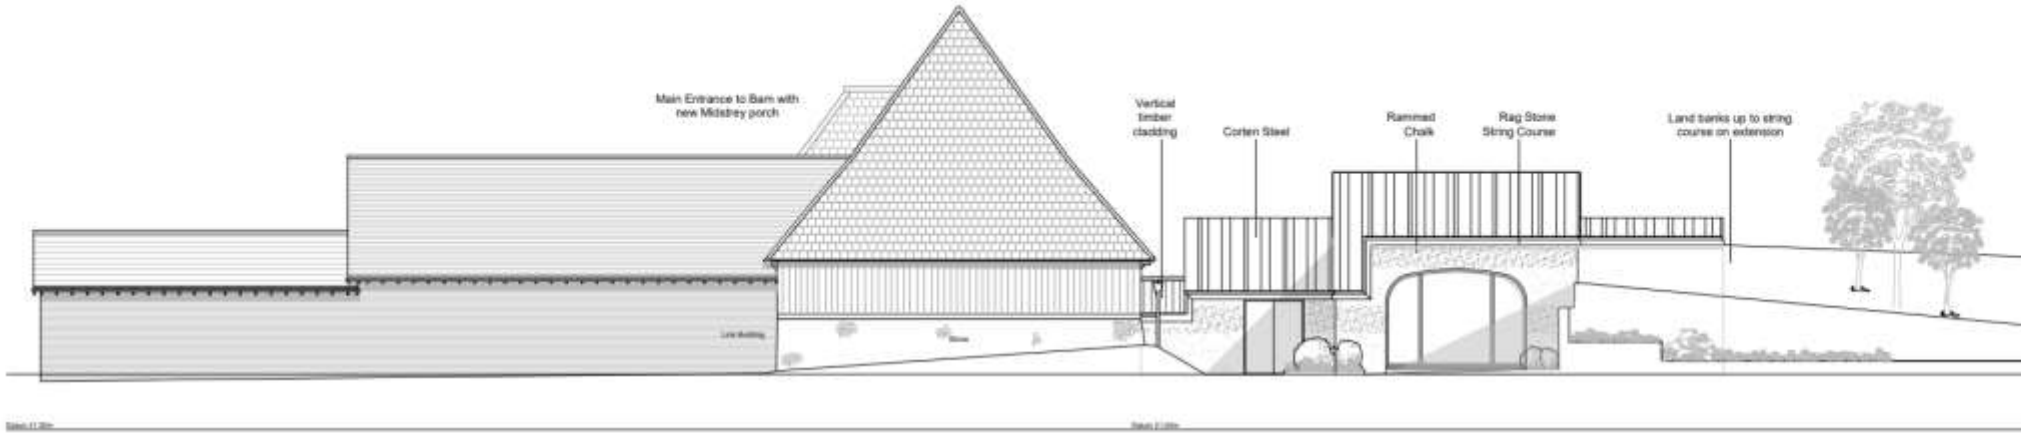 Main Entrance to Barn with
new Midstrey porch
Vertical
timber
cladding
Corten Steel
Rammed
Chalk
Rag Stone
String Course
Land banks up to string
course on extension
Link Building
Stone